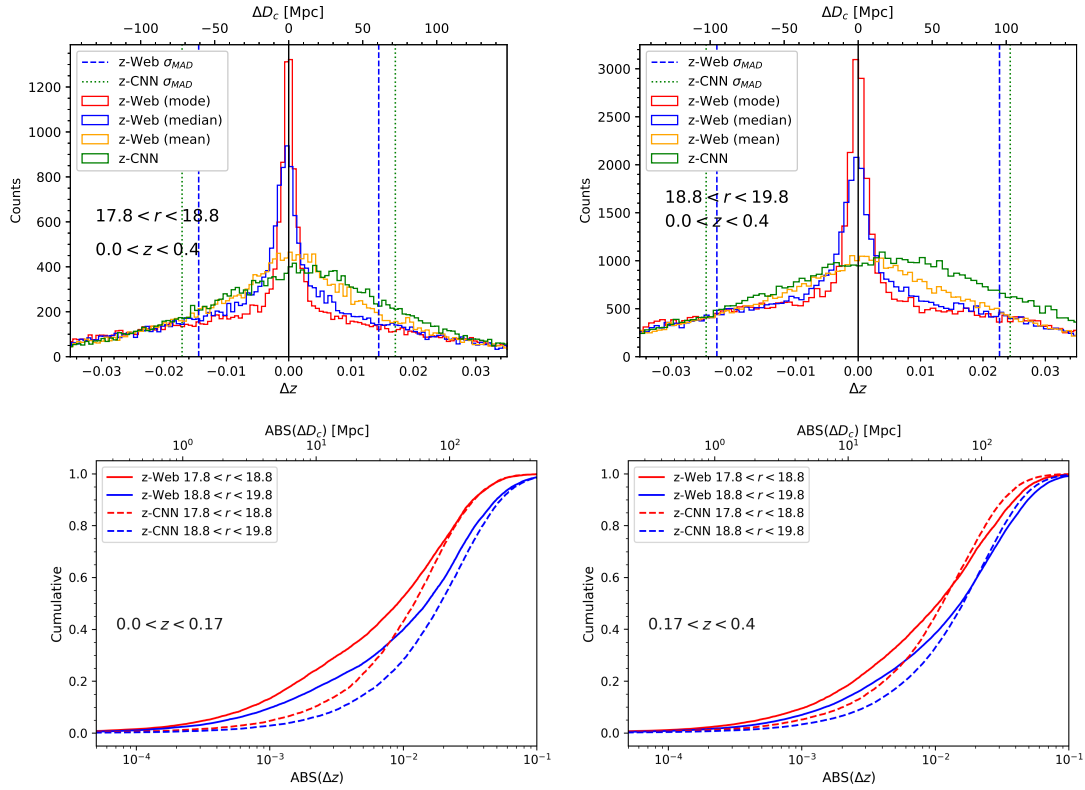 ΔD_c [Mpc]
−100 −50 0 50 100
z-Web σ_MAD
z-CNN σ_MAD
z-Web (mode)
z-Web (median)
z-Web (mean)
z-CNN
17.8 < r < 18.8
0.0 < z < 0.4
Counts
1200
1000
800
600
400
200
0
−0.03 −0.02 −0.01 0.00 0.01 0.02 0.03
Δz
ΔD_c [Mpc]
−100 −50 0 50 100
z-Web σ_MAD
z-CNN σ_MAD
z-Web (mode)
z-Web (median)
z-Web (mean)
z-CNN
18.8 < r < 19.8
0.0 < z < 0.4
Counts
3000
2500
2000
1500
1000
500
0
−0.03 −0.02 −0.01 0.00 0.01 0.02 0.03
Δz
ABS(ΔD_c) [Mpc]
10^0 10^1 10^2
z-Web 17.8 < r < 18.8
z-Web 18.8 < r < 19.8
z-CNN 17.8 < r < 18.8
z-CNN 18.8 < r < 19.8
0.0 < z < 0.17
Cumulative
1.0
0.8
0.6
0.4
0.2
0.0
10^−4 10^−3 10^−2 10^−1
ABS(Δz)
ABS(ΔD_c) [Mpc]
10^0 10^1 10^2
z-Web 17.8 < r < 18.8
z-Web 18.8 < r < 19.8
z-CNN 17.8 < r < 18.8
z-CNN 18.8 < r < 19.8
0.17 < z < 0.4
Cumulative
1.0
0.8
0.6
0.4
0.2
0.0
10^−4 10^−3 10^−2 10^−1
ABS(Δz)